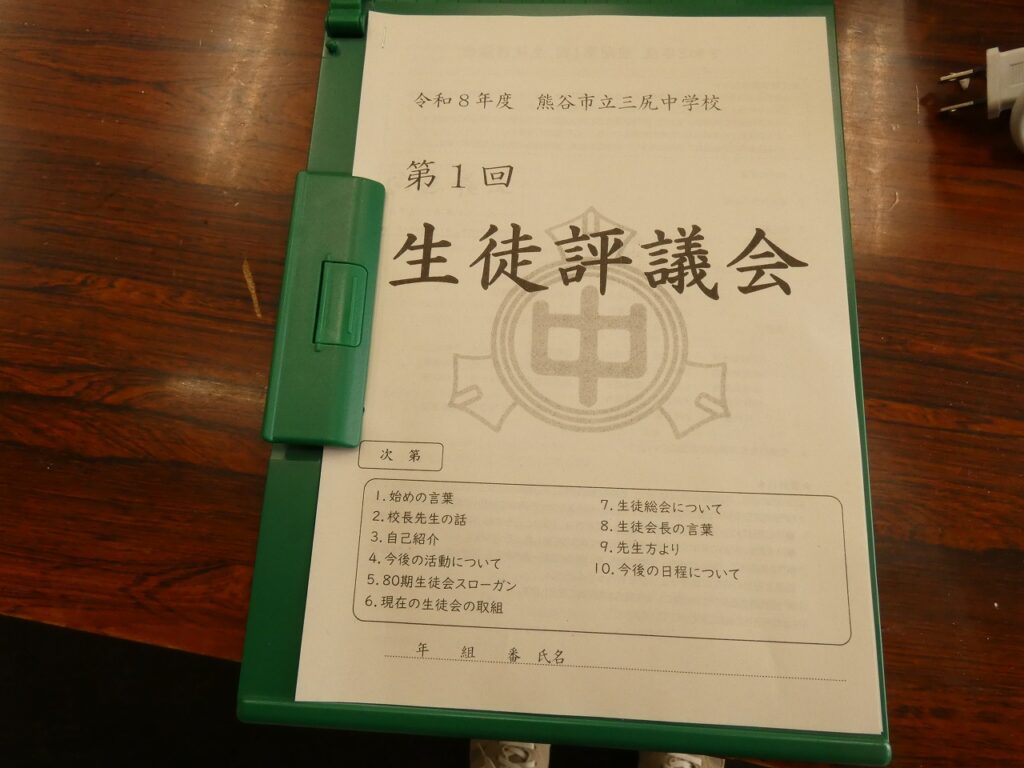 令和8年度　熊谷市立三尻中学校
第1回
生徒評議会
中
次　第
1.始めの言葉
2.校長先生の話
3.自己紹介
4.今後の活動について
5.80期生徒会スローガン
6.現在の生徒会の取組
7.生徒総会について
8.生徒会長の言葉
9.先生方より
10.今後の日程について
年　組　番　氏名